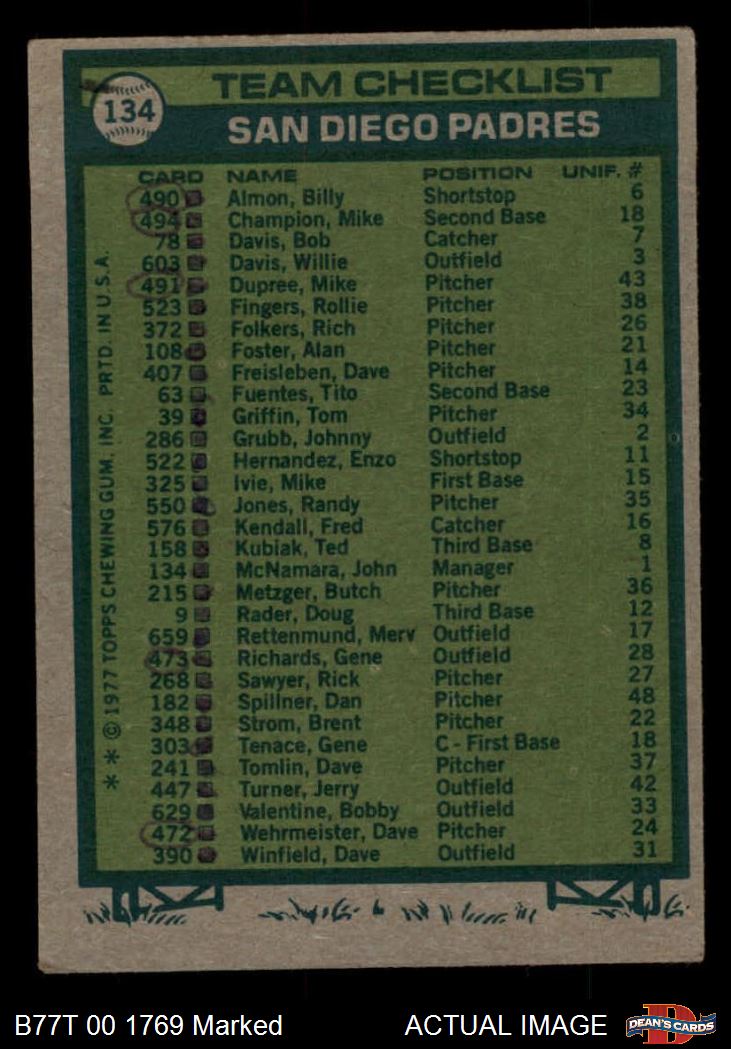 134
TEAM CHECKLIST
SAN DIEGO PADRES
CARD NAME POSITION UNIF. #
490 Almon, Billy Shortstop 6
494 Champion, Mike Second Base 18
78 Davis, Bob Catcher 7
603 Davis, Willie Outfield 3
491 Dupree, Mike Pitcher 43
523 Fingers, Rollie Pitcher 38
372 Folkers, Rich Pitcher 26
108 Foster, Alan Pitcher 21
407 Freisleben, Dave Pitcher 14
63 Fuentes, Tito Second Base 23
39 Griffin, Tom Pitcher 34
286 Grubb, Johnny Outfield 2
522 Hernandez, Enzo Shortstop 11
325 Ivie, Mike First Base 15
550 Jones, Randy Pitcher 35
576 Kendall, Fred Catcher 16
158 Kubiak, Ted Third Base 8
134 McNamara, John Manager 1
215 Metzger, Butch Pitcher 36
9 Rader, Doug Third Base 12
659 Rettenmund, Merv Outfield 17
473 Richards, Gene Outfield 28
268 Sawyer, Rick Pitcher 27
182 Spillner, Dan Pitcher 48
348 Strom, Brent Pitcher 22
303 Tenace, Gene C - First Base 18
241 Tomlin, Dave Pitcher 37
447 Turner, Jerry Outfield 42
629 Valentine, Bobby Outfield 33
472 Wehrmeister, Dave Pitcher 24
390 Winfield, Dave Outfield 31
* * © 1977 TOPPS CHEWING GUM, INC. PRTD. IN U.S.A.
B77T 00 1769 Marked ACTUAL IMAGE
DEAN'S CARDS